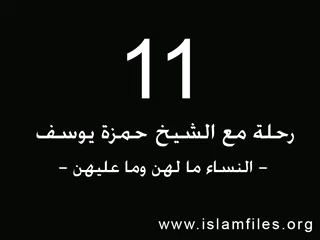 11
رحلة مع الشيخ حمزة يوسف
- النساء ما لهن وما عليهن -
www.islamfiles.org